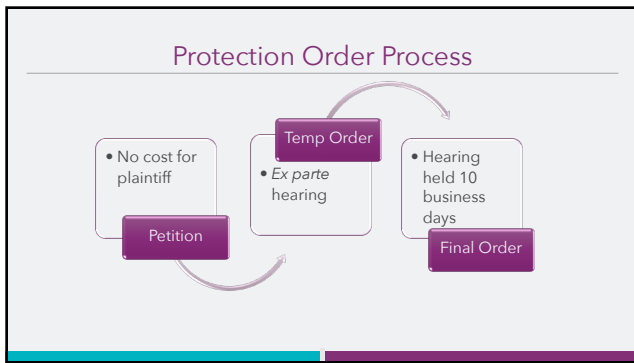 Protection Order Process
• No cost for
plaintiff
Petition
Temp Order
• Ex parte
hearing
• Hearing
held 10
business
days
Final Order